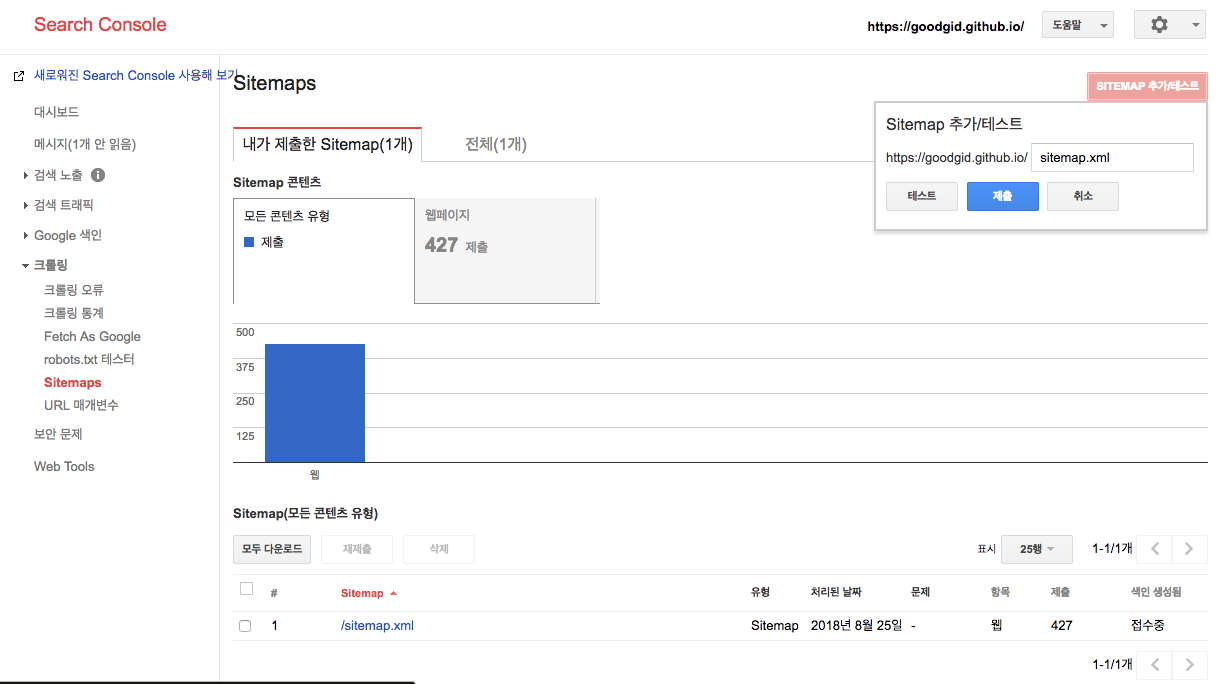 Search Console
https://goodgid.github.io/
도움말
새로워진 Search Console 사용해 보기
대시보드
메시지(1개 안 읽음)
검색 노출
검색 트래픽
Google 색인
크롤링
크롤링 오류
크롤링 통계
Fetch As Google
robots.txt 테스터
Sitemaps
URL 매개변수
보안 문제
Web Tools
Sitemaps
SITEMAP 추가/테스트
Sitemap 추가/테스트
https://goodgid.github.io/ sitemap.xml
테스트 제출 취소
내가 제출한 Sitemap(1개) 전체(1개)
Sitemap 콘텐츠
모든 콘텐츠 유형
제출
웹페이지
427 제출
500
375
250
125
웹
Sitemap(모든 콘텐츠 유형)
모두 다운로드 재제출 삭제 표시 25행 1-1/1개
# Sitemap 유형 처리된 날짜 문제 항목 제출 색인 생성됨
1 /sitemap.xml Sitemap 2018년 8월 25일 - 웹 427 접수중
1-1/1개